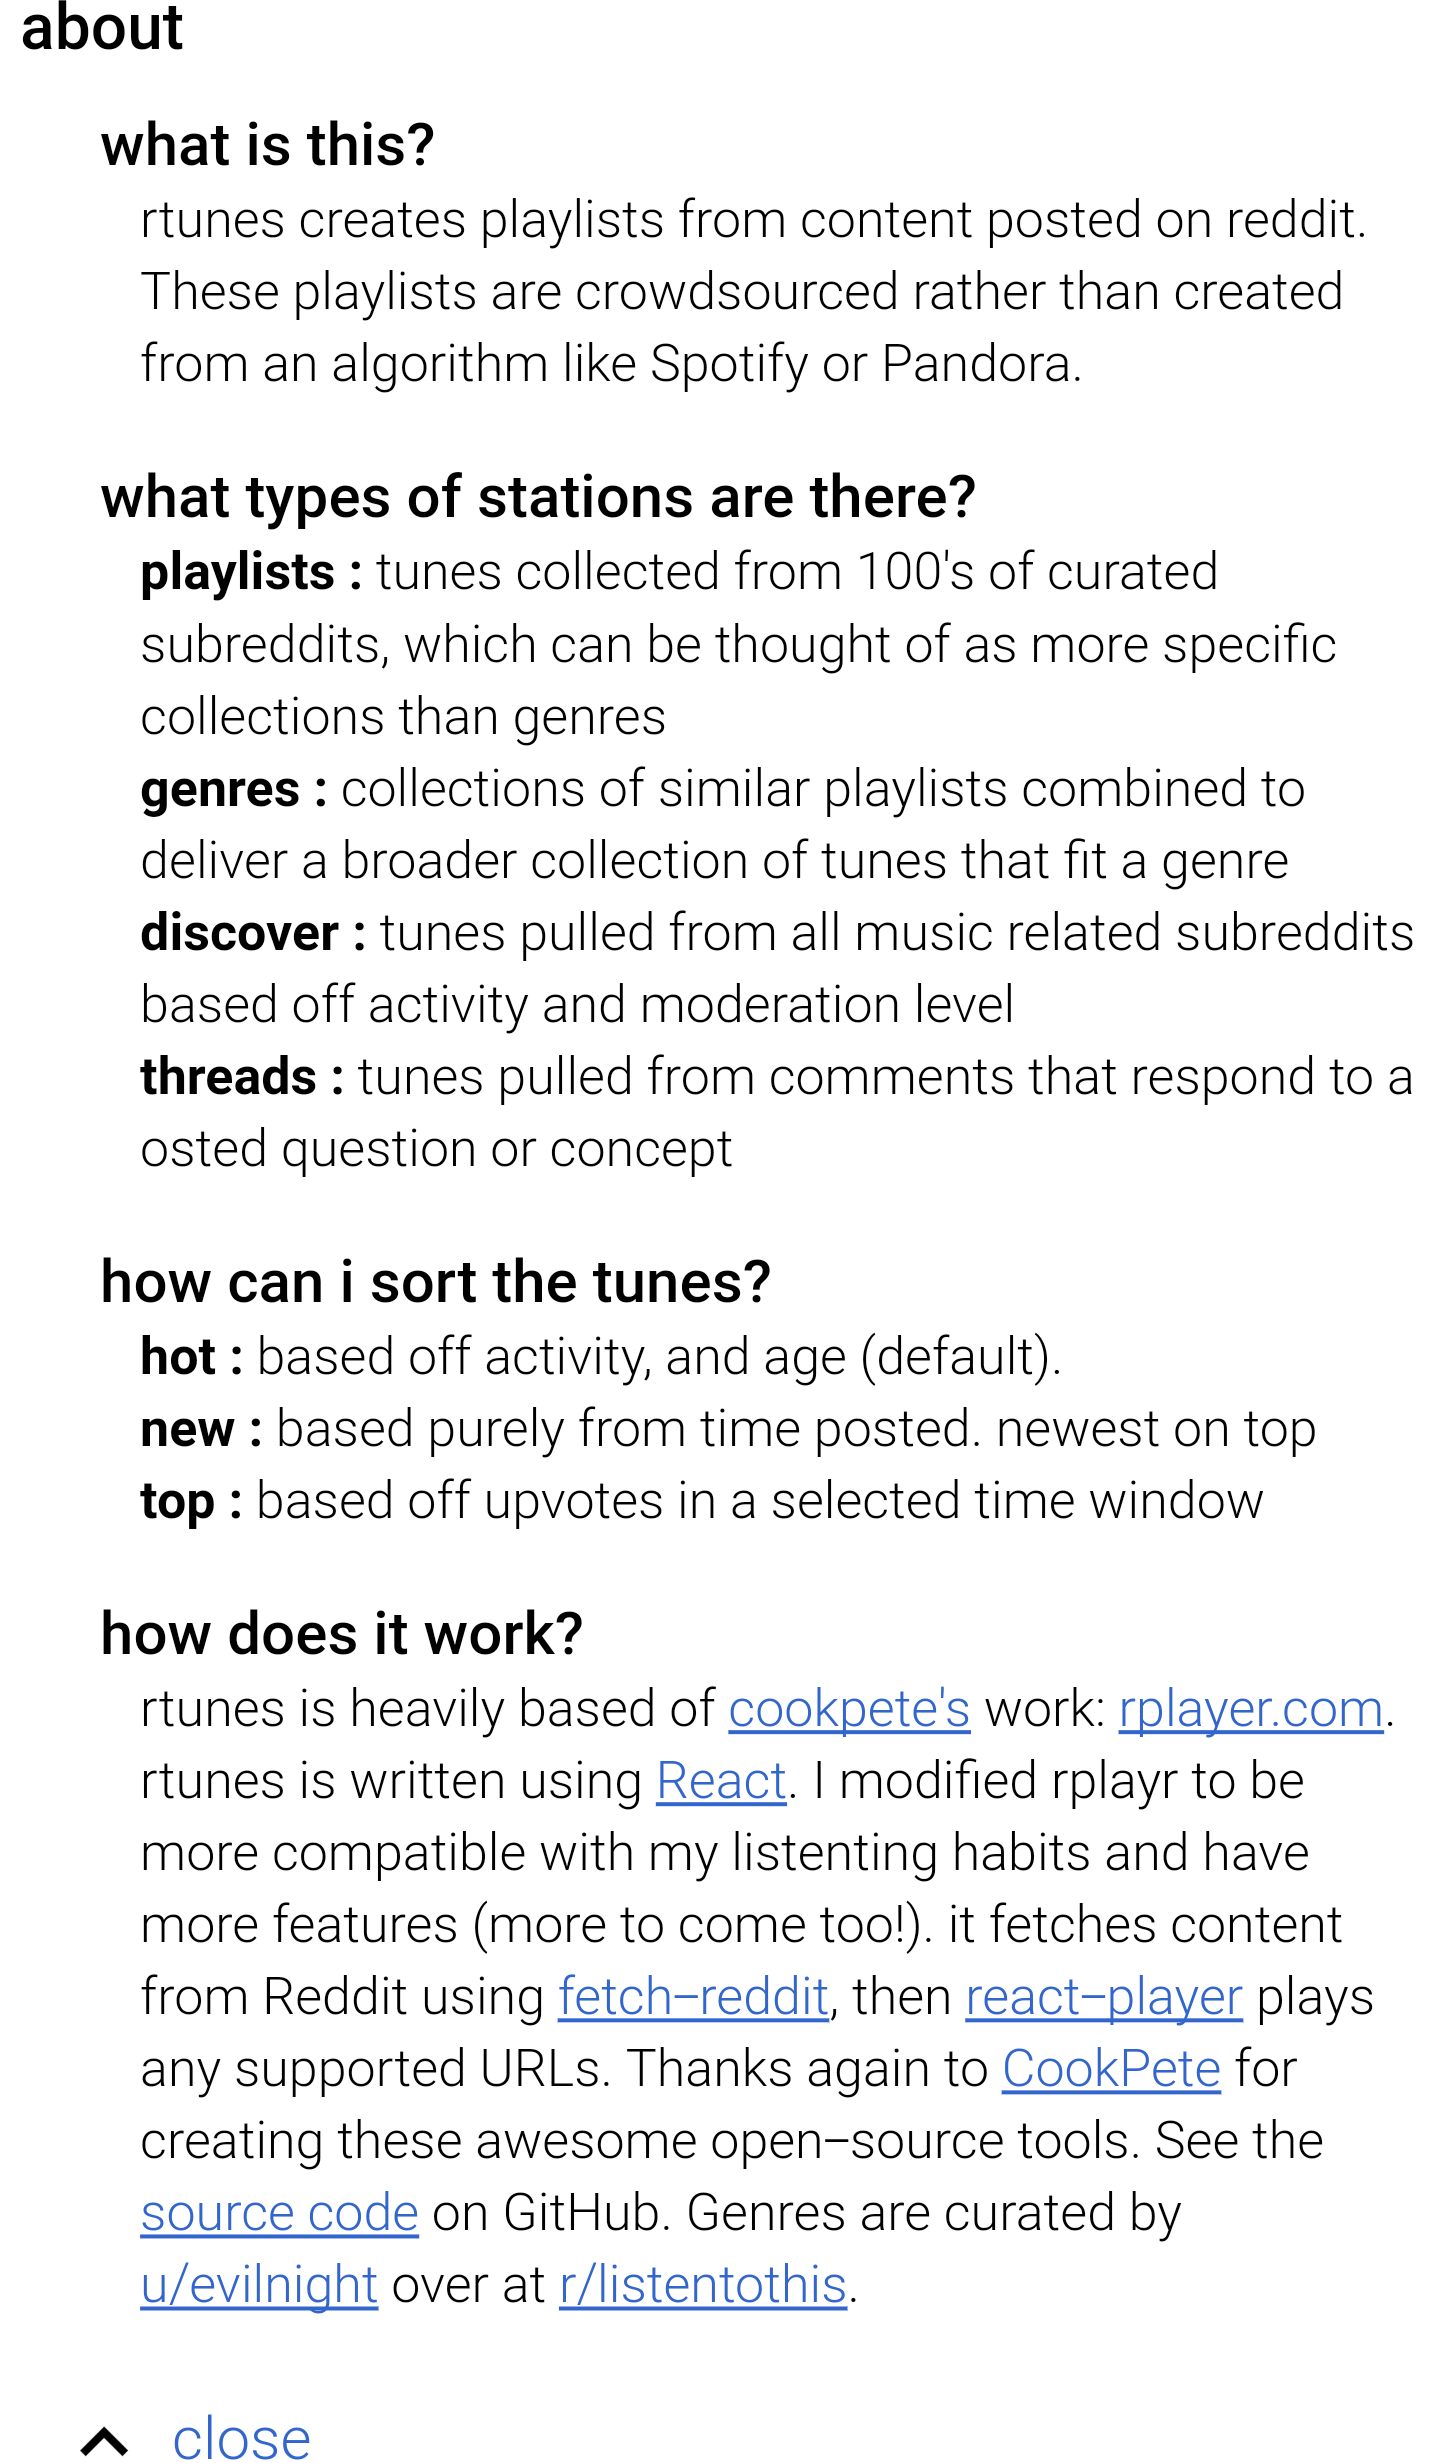 about
what is this?
rtunes creates playlists from content posted on reddit.
These playlists are crowdsourced rather than created
from an algorithm like Spotify or Pandora.
what types of stations are there?
playlists : tunes collected from 100's of curated
subreddits, which can be thought of as more specific
collections than genres
genres : collections of similar playlists combined to
deliver a broader collection of tunes that fit a genre
discover : tunes pulled from all music related subreddits
based off activity and moderation level
threads : tunes pulled from comments that respond to a
osted question or concept
how can i sort the tunes?
hot : based off activity, and age (default).
new : based purely from time posted. newest on top
top : based off upvotes in a selected time window
how does it work?
rtunes is heavily based of cookpete's work: rplayer.com.
rtunes is written using React. I modified rplayr to be
more compatible with my listenting habits and have
more features (more to come too!). it fetches content
from Reddit using fetch–reddit, then react–player plays
any supported URLs. Thanks again to CookPete for
creating these awesome open–source tools. See the
source code on GitHub. Genres are curated by
u/evilnight over at r/listentothis.
close